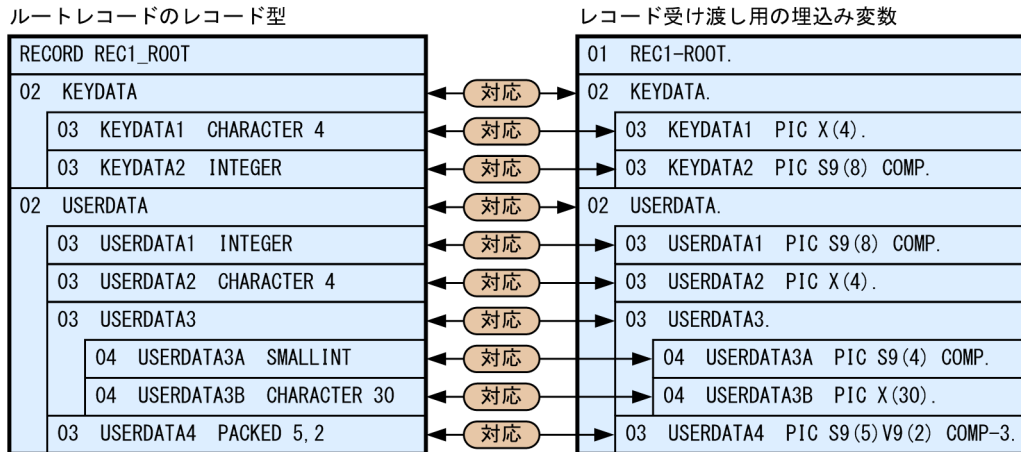 ルートレコードのレコード型 レコード受け渡し用の埋込み変数
RECORD REC1_ROOT 01 REC1-ROOT.
02 KEYDATA 対応 02 KEYDATA.
03 KEYDATA1 CHARACTER 4 対応 03 KEYDATA1 PIC X(4).
03 KEYDATA2 INTEGER 対応 03 KEYDATA2 PIC S9(8) COMP.
02 USERDATA 対応 02 USERDATA.
03 USERDATA1 INTEGER 対応 03 USERDATA1 PIC S9(8) COMP.
03 USERDATA2 CHARACTER 4 対応 03 USERDATA2 PIC X(4).
03 USERDATA3 対応 03 USERDATA3.
04 USERDATA3A SMALLINT 対応 04 USERDATA3A PIC S9(4) COMP.
04 USERDATA3B CHARACTER 30 対応 04 USERDATA3B PIC X(30).
03 USERDATA4 PACKED 5,2 対応 03 USERDATA4 PIC S9(5)V9(2) COMP-3.